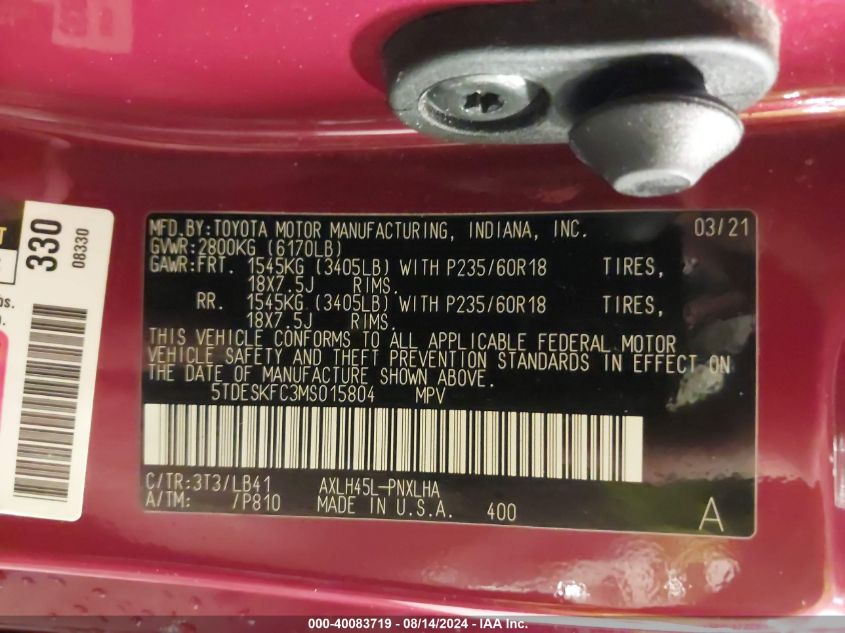 330
08330
MFD.BY:TOYOTA MOTOR MANUFACTURING, INDIANA, INC. 03/21
GVWR:2800KG (6170LB)
GAWR:FRT. 1545KG (3405LB) WITH P235/60R18 TIRES,
18X7.5J RIMS.
RR. 1545KG (3405LB) WITH P235/60R18 TIRES,
18X7.5J RIMS.
THIS VEHICLE CONFORMS TO ALL APPLICABLE FEDERAL MOTOR
VEHICLE SAFETY AND THEFT PREVENTION STANDARDS IN EFFECT ON
THE DATE OF MANUFACTURE SHOWN ABOVE.
5TDESKFC3MS015804 MPV
C/TR:3T3/LB41 AXLH45L-PNXLHA
A/TM: /P810 MADE IN U.S.A. 400 A
000-40083719 - 08/14/2024 - IAA Inc.